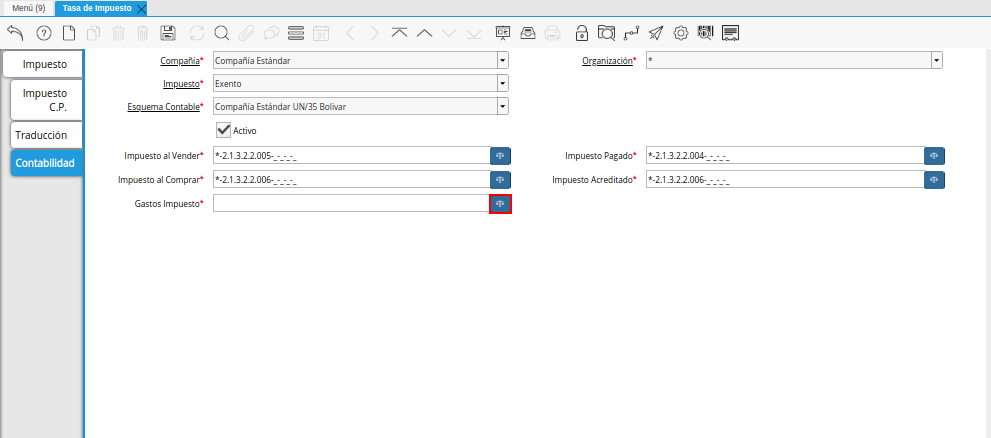 Menú (9) Tasa de Impuesto
Impuesto
Impuesto
C.P.
Traducción
Contabilidad
Compañía* Compañía Estándar Organización* *
Impuesto* Exento
Esquema Contable* Compañía Estándar UN/35 Bolivar
Activo
Impuesto al Vender* *-2.1.3.2.2.005-_-_-_-_ Impuesto Pagado* *-2.1.3.2.2.004-_-_-_-_
Impuesto al Comprar* *-2.1.3.2.2.006-_-_-_-_ Impuesto Acreditado* *-2.1.3.2.2.006-_-_-_-_
Gastos Impuesto*